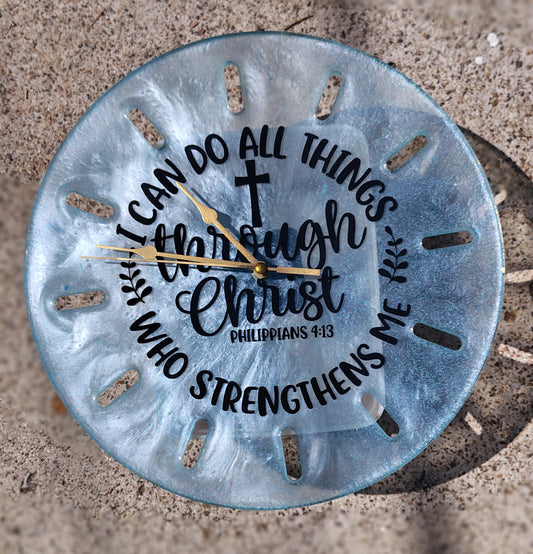 I CAN DO ALL THINGS
through
Christ
PHILIPPIANS 4:13
WHO STRENGTHENS ME